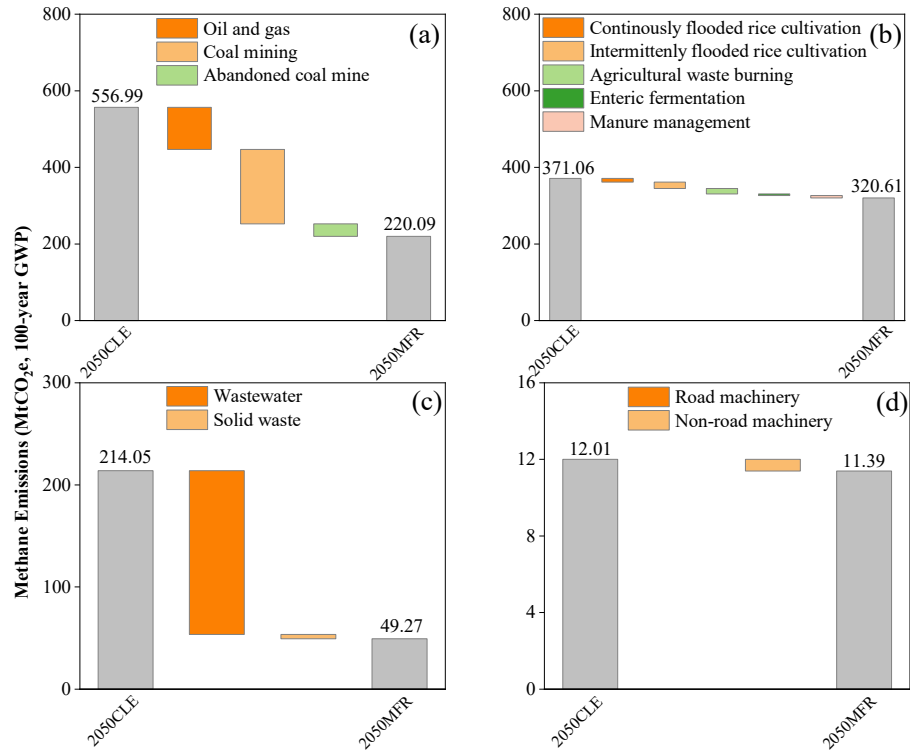 Methane Emissions (MtCO₂e, 100-year GWP)
(a)
Oil and gas
Coal mining
Abandoned coal mine
800
600
400
200
0
556.99
220.09
2050CLE
2050MFR
(b)
Continously flooded rice cultivation
Intermittenly flooded rice cultivation
Agricultural waste burning
Enteric fermentation
Manure management
800
600
400
200
0
371.06
320.61
2050CLE
2050MFR
(c)
Wastewater
Solid waste
300
200
100
0
214.05
49.27
2050CLE
2050MFR
(d)
Road machinery
Non-road machinery
16
12
8
4
0
12.01
11.39
2050CLE
2050MFR